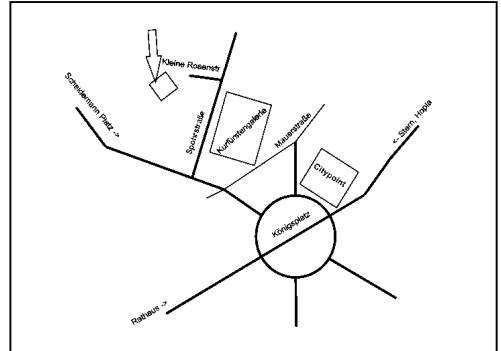 Kleine Rosenstr
Scheidemann Platz ->
Spohrstraße
Kurfürstengalerie
Mauerstraße
<- Stern, Hopla
Citypoint
Königsplatz
Rathaus ->